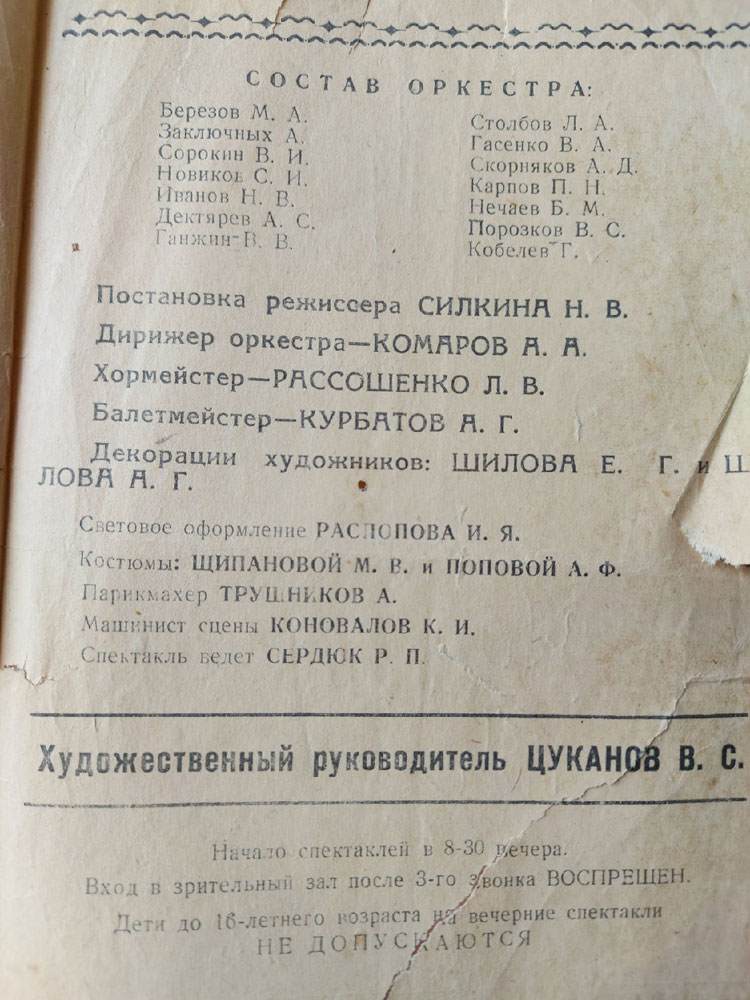 СОСТАВ ОРКЕСТРА:
Березов М. А.
Заключных А.
Сорокин В. И.
Новиков С. И.
Иванов Н. В.
Дектярев А. С.
Ганжин В. В.
Столбов Л. А.
Гасенко В. А.
Скорняков А. Д.
Карпов П. Н.
Нечаев Б. М.
Порозков В. С.
Кобелев Г.
Постановка режиссера СИЛКИНА Н. В.
Дирижер оркестра—КОМАРОВ А. А.
Хормейстер—РАССОШЕНКО Л. В.
Балетмейстер—КУРБАТОВ А. Г.
Декорации художников: ШИЛОВА Е. Г. и
ЛОВА А. Г.
Световое оформление РАСПОПОВА И. Я.
Костюмы: ЩИПАНОВОЙ М. В. и ПОПОВОЙ А. Ф.
Парикмахер ТРУШНИКОВ А.
Машинист сцены КОНОВАЛОВ К. И.
Спектакль ведет СЕРДЮК Р. П.
Художественный руководитель ЦУКАНОВ В. С.
Начало спектаклей в 8-30 вечера.
Вход в зрительный зал после 3-го звонка ВОСПРЕЩЕН.
Дети до 16-летнего возраста на вечерние спектакли
НЕ ДОПУСКАЮТСЯ